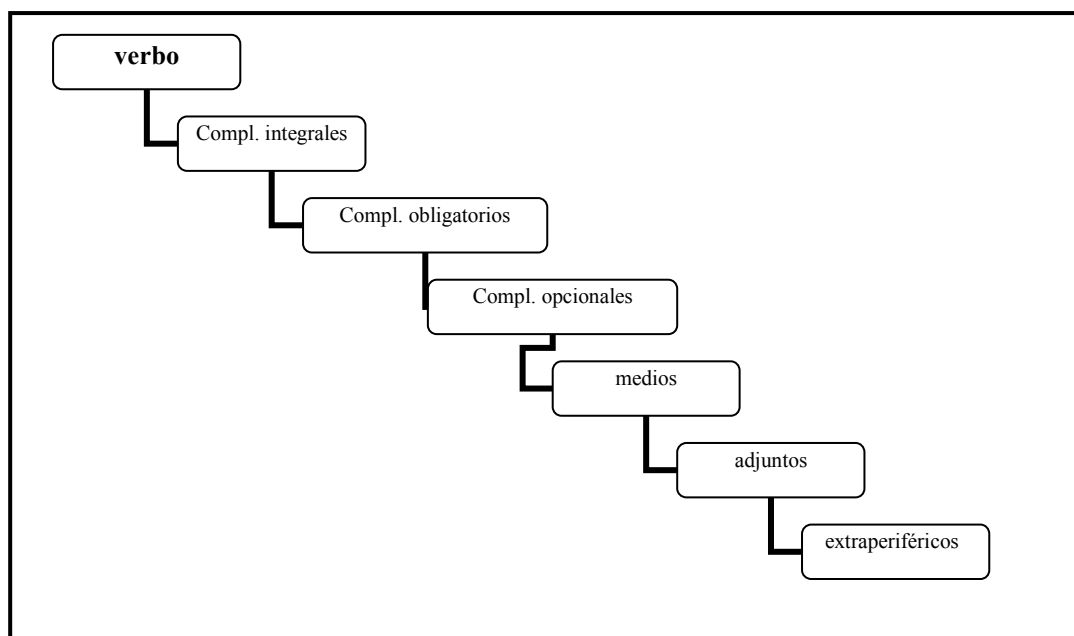 verbo
Compl. integrales
Compl. obligatorios
Compl. opcionales
medios
adjuntos
extraperiféricos